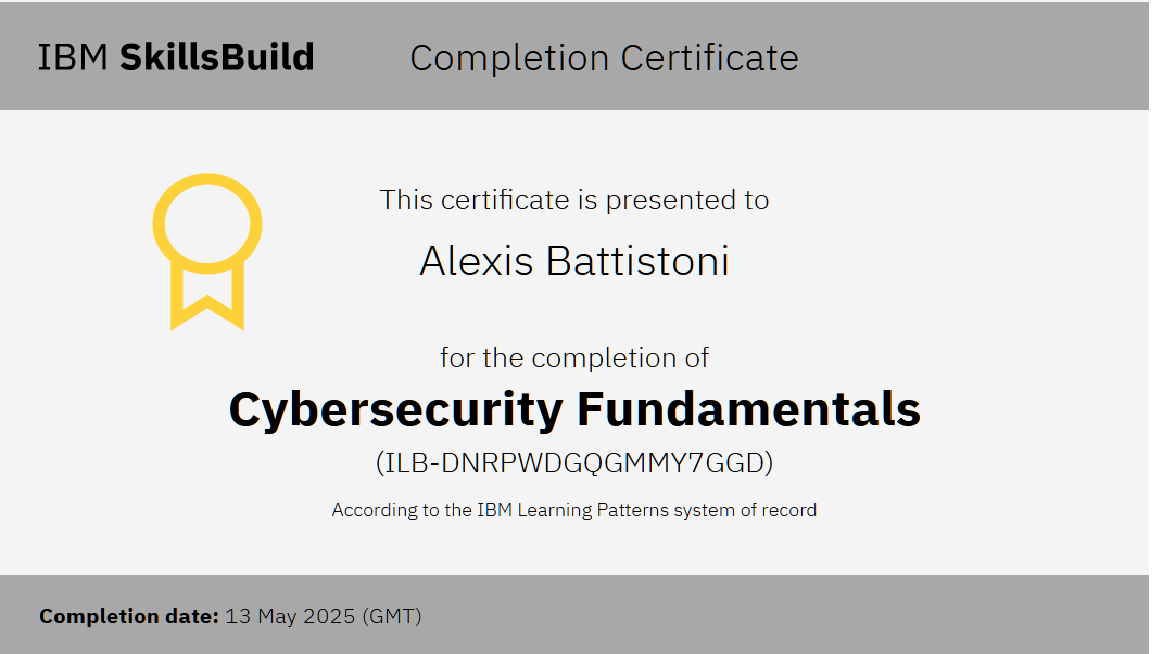 IBM SkillsBuild Completion Certificate
This certificate is presented to
Alexis Battistoni
for the completion of
Cybersecurity Fundamentals
(ILB-DNRPWDGQGMMY7GGD)
According to the IBM Learning Patterns system of record
Completion date: 13 May 2025 (GMT)